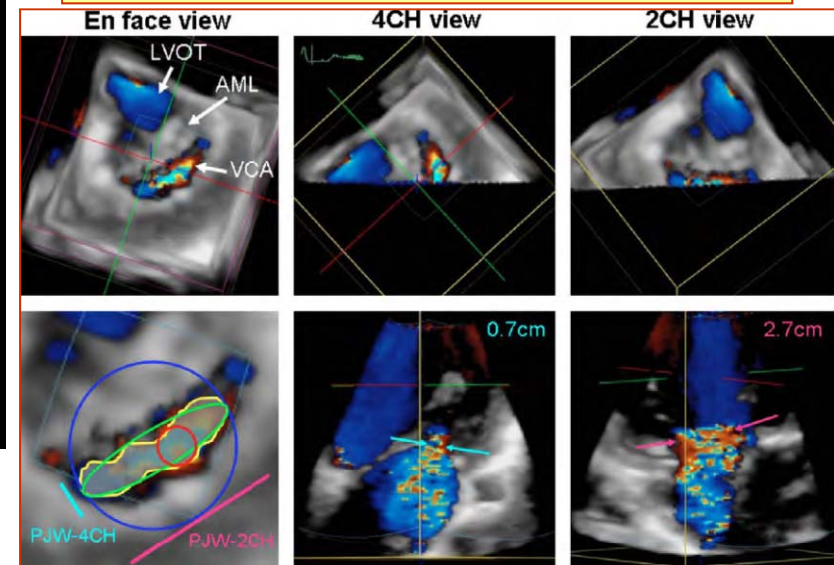 En face view
4CH view
2CH view
LVOT
AML
VCA
0.7cm
2.7cm
PJW-4CH
PJW-2CH